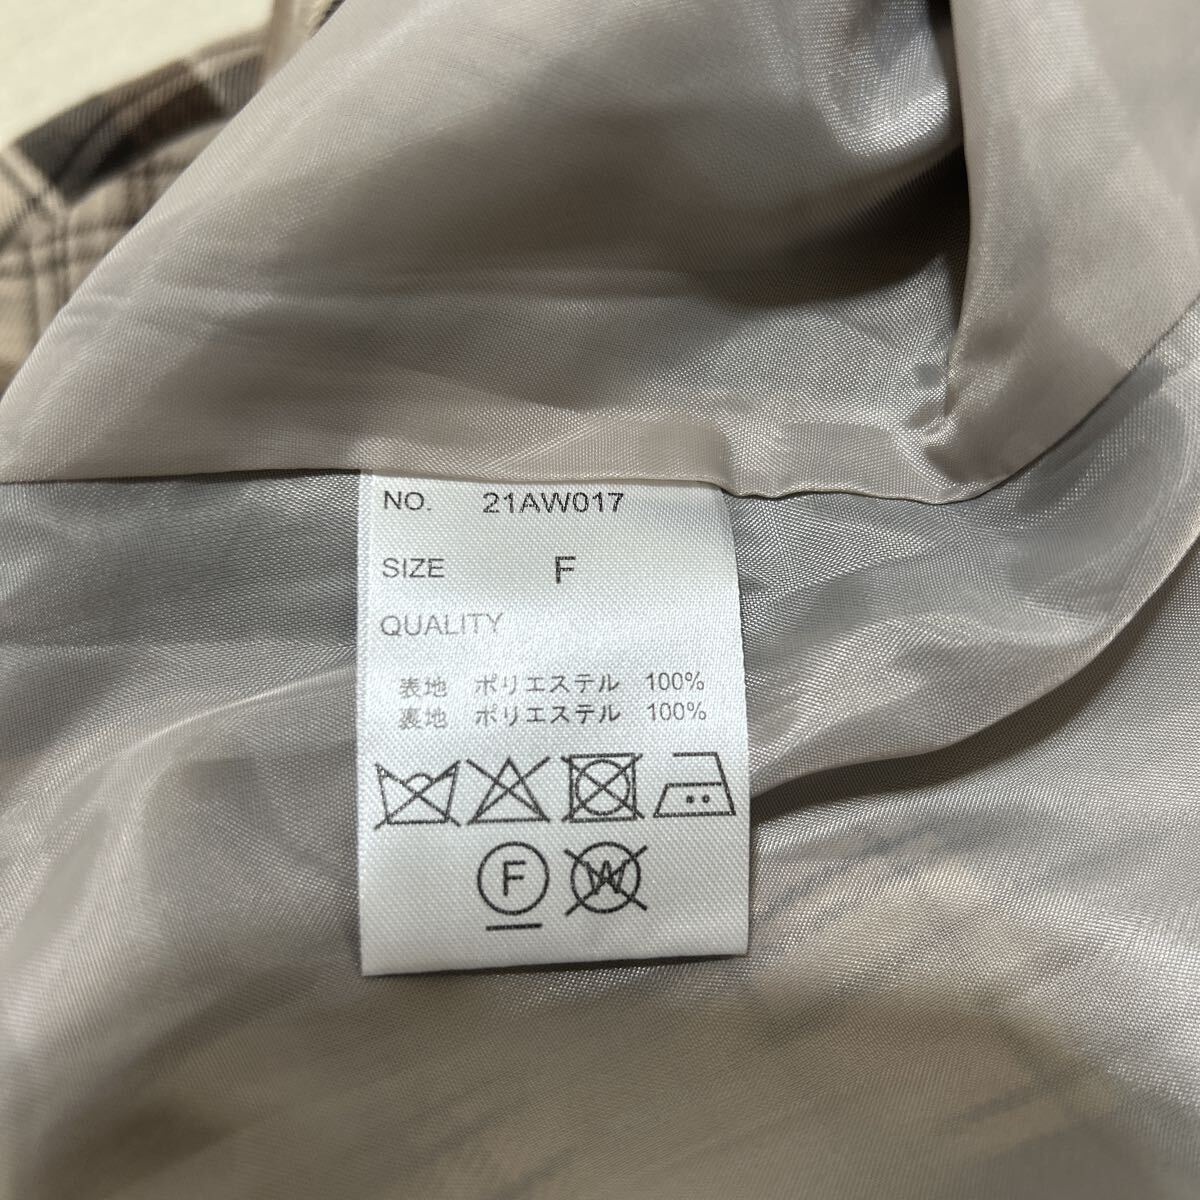 NO. 21AW017
SIZE F
QUALITY
表地 ポリエステル 100%
裏地 ポリエステル 100%
F W